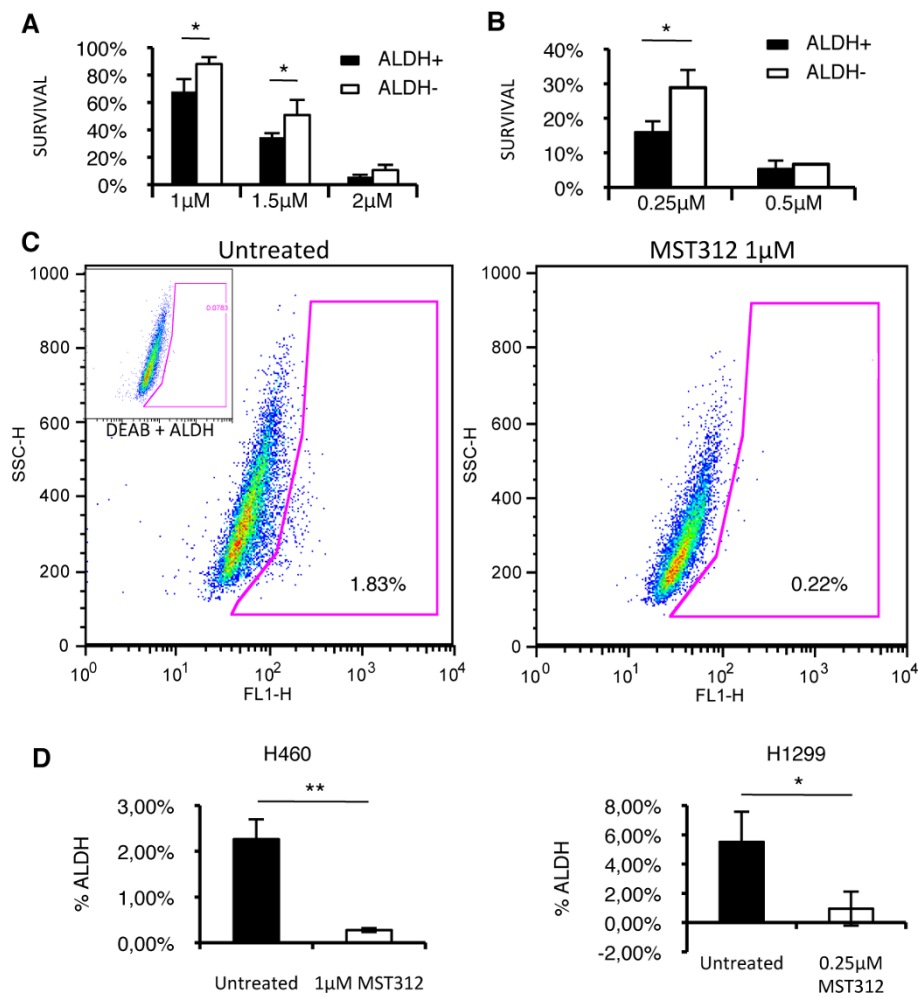 A
SURVIVAL
100%
80%
60%
40%
20%
0%
*
*
ALDH+
ALDH-
1μM
1.5μM
2μM
B
SURVIVAL
40%
30%
20%
10%
0%
*
ALDH+
ALDH-
0.25μM
0.5μM
C
Untreated
SSC-H
1000
800
600
400
200
0
0.0783
DEAB + ALDH
1.83%
10^0
10^1
10^2
10^3
10^4
FL1-H
MST312 1μM
SSC-H
1000
800
600
400
200
0
0.22%
10^0
10^1
10^2
10^3
10^4
FL1-H
D
H460
% ALDH
3,00%
2,00%
1,00%
0,00%
**
Untreated
1μM MST312
H1299
% ALDH
8,00%
6,00%
4,00%
2,00%
0,00%
-2,00%
*
Untreated
0.25μM
MST312